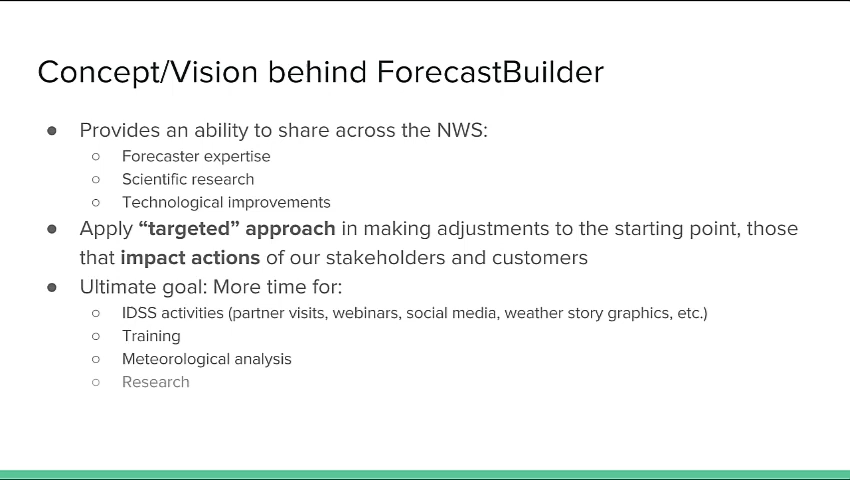 Concept/Vision behind ForecastBuilder
● Provides an ability to share across the NWS:
○ Forecaster expertise
○ Scientific research
○ Technological improvements
● Apply “targeted” approach in making adjustments to the starting point, those
that impact actions of our stakeholders and customers
● Ultimate goal: More time for:
○ IDSS activities (partner visits, webinars, social media, weather story graphics, etc.)
○ Training
○ Meteorological analysis
○ Research